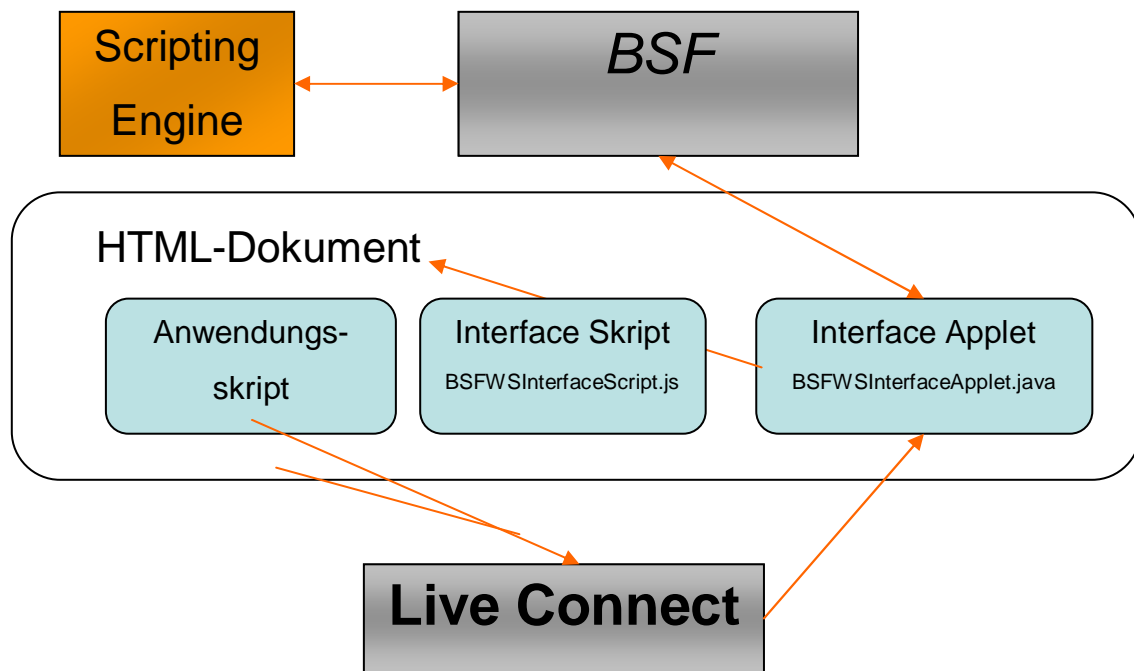 Scripting
Engine
BSF
HTML-Dokument
Anwendungs-
skript
Interface Skript
BSFWSInterfaceScript.js
Interface Applet
BSFWSInterfaceApplet.java
Live Connect